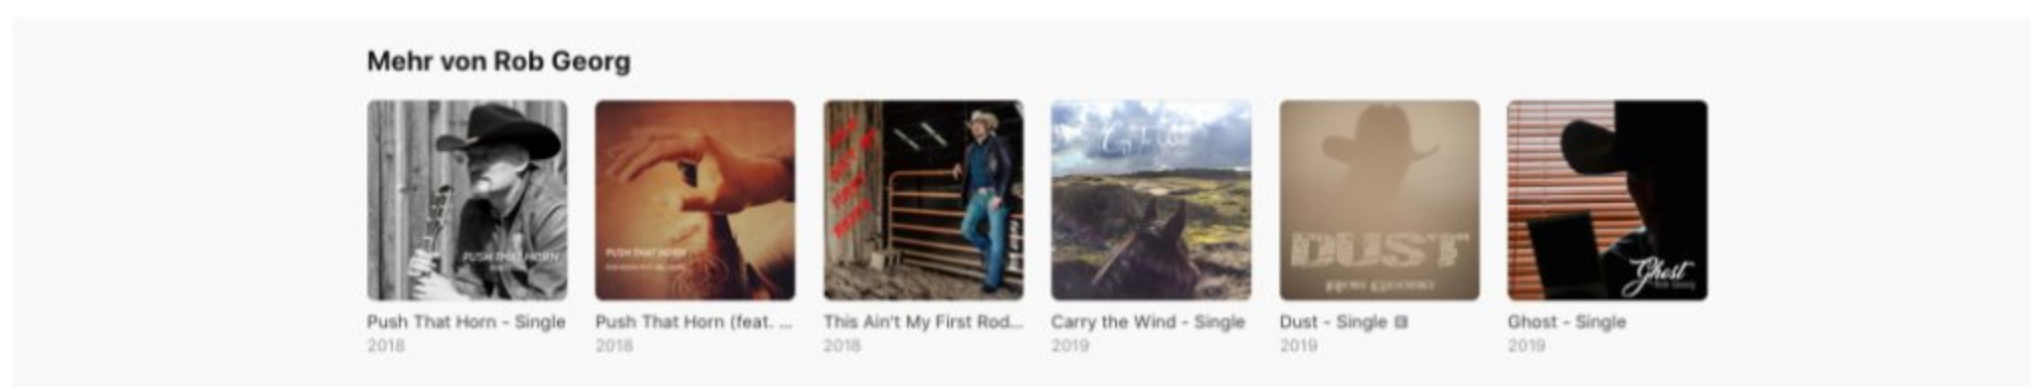 Mehr von Rob Georg
PUSH THAT HORN
PUSH THAT HORN
DUST
Ghost
Rob Georg
Push That Horn - Single
2018
Push That Horn (feat. ...
2018
This Ain't My First Rod...
2018
Carry the Wind - Single
2019
Dust - Single 🅴
2019
Ghost - Single
2019